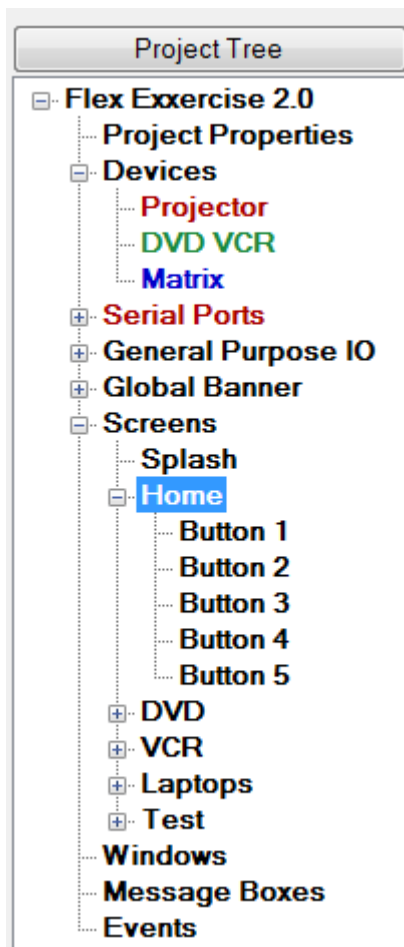 Project Tree
Flex Exxercise 2.0
Project Properties
Devices
Projector
DVD VCR
Matrix
Serial Ports
General Purpose IO
Global Banner
Screens
Splash
Home
Button 1
Button 2
Button 3
Button 4
Button 5
DVD
VCR
Laptops
Test
Windows
Message Boxes
Events